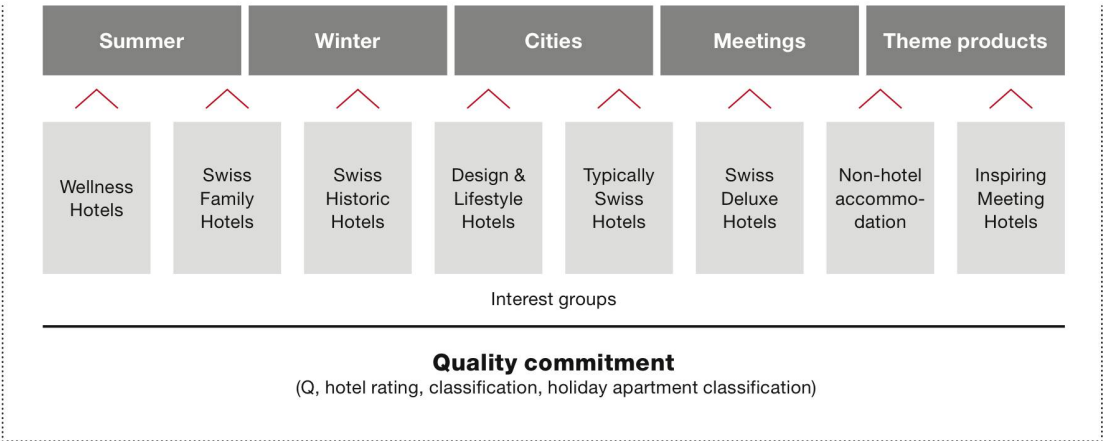 Summer
Winter
Cities
Meetings
Theme products
Wellness
Hotels
Swiss
Family
Hotels
Swiss
Historic
Hotels
Design &
Lifestyle
Hotels
Typically
Swiss
Hotels
Swiss
Deluxe
Hotels
Non-hotel
accommo-
dation
Inspiring
Meeting
Hotels
Interest groups
Quality commitment
(Q, hotel rating, classification, holiday apartment classification)